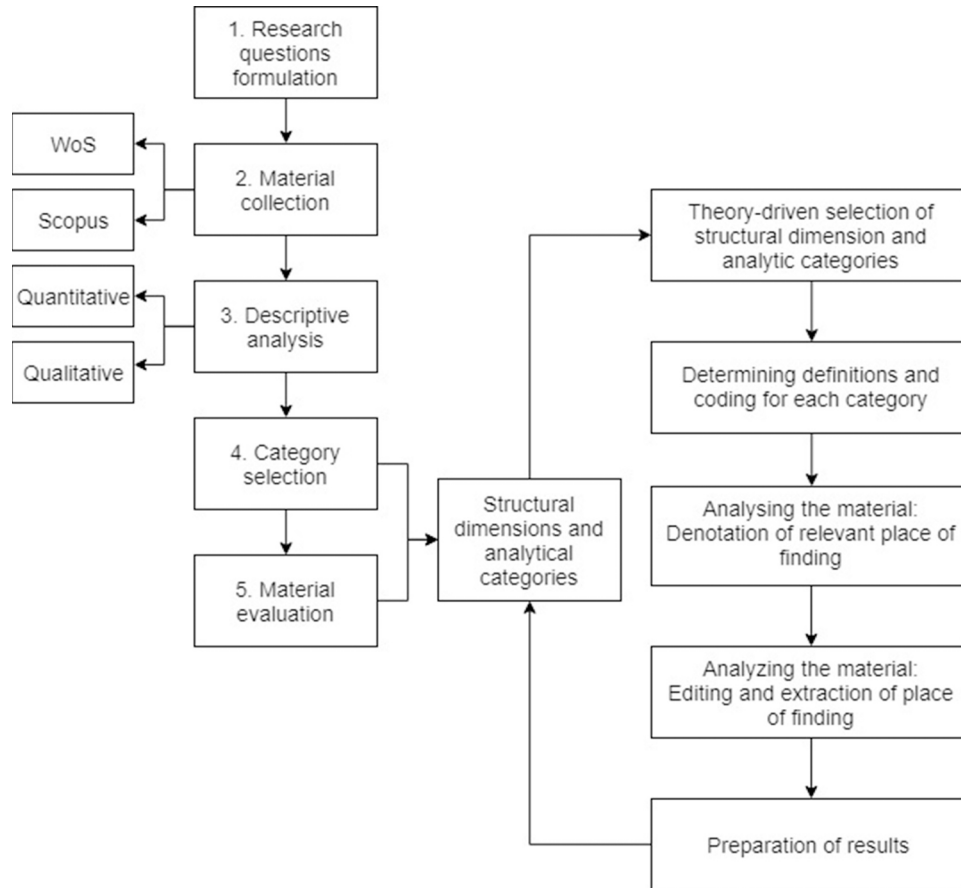 1. Research
questions
formulation
WoS
2. Material
collection
Scopus
Quantitative
3. Descriptive
analysis
Qualitative
4. Category
selection
5. Material
evaluation
Structural
dimensions and
analytical
categories
Theory-driven selection of
structural dimension and
analytic categories
Determining definitions and
coding for each category
Analysing the material:
Denotation of relevant place of
finding
Analyzing the material:
Editing and extraction of place
of finding
Preparation of results